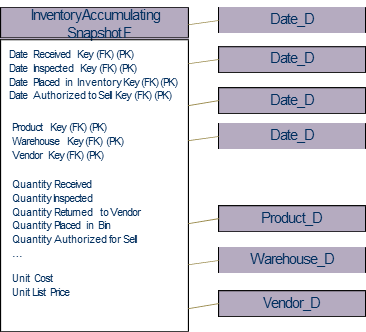 Inventory Accumulating
Snapshot F
Date Received Key (FK) (PK)
Date Inspected Key (FK) (PK)
Date Placed in Inventory Key (FK) (PK)
Date Authorized to Sell Key (FK) (PK)
Product Key (FK) (PK)
Warehouse Key (FK) (PK)
Vendor Key (FK) (PK)
Quantity Received
Quantity Inspected
Quantity Returned to Vendor
Quantity Placed in Bin
Quantity Authorized for Sell
...
Unit Cost
Unit List Price
Date_D
Date_D
Date_D
Date_D
Product_D
Warehouse_D
Vendor_D